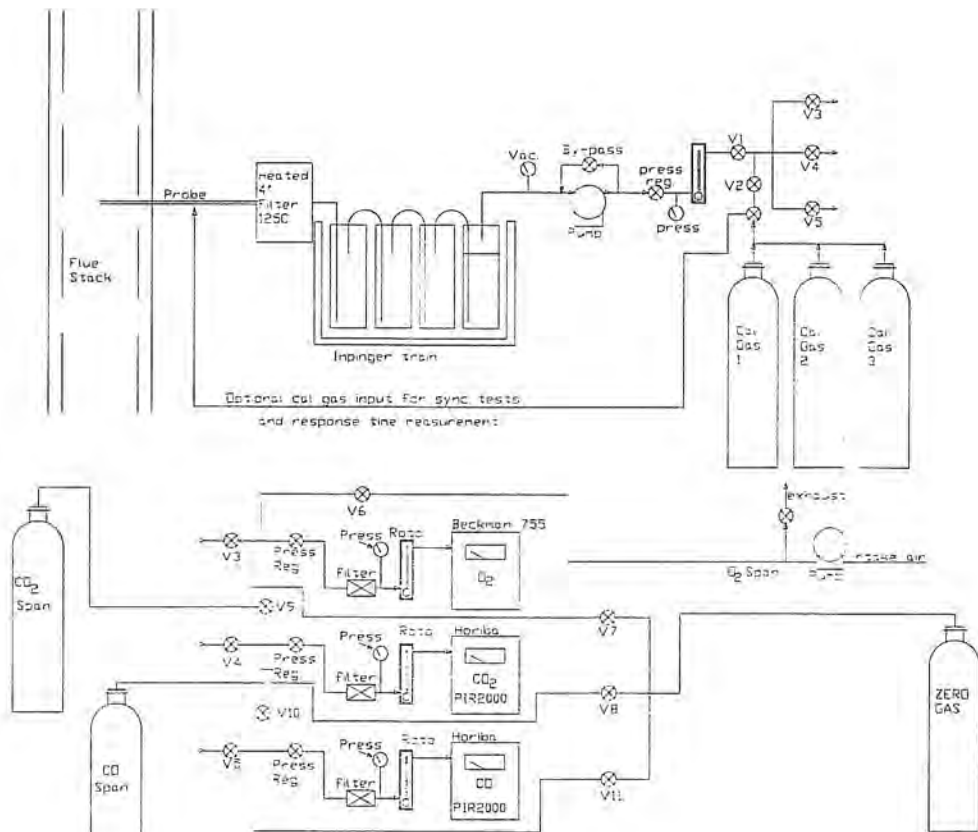 Flue
Stack
Probe
Heated
4"
Filter
125C
Inpinger train
Vac.
By-pass
Pump
press
reg.
press
V1
V2
V3
V4
V5
Cal
Gas
1
Cal
Gas
2
Cal
Gas
3
Optional cal gas input for sync tests
and response time measurement
exhaust
O2 Span
PUMP
intake air
CO2
Span
V6
V3
Press
Reg
Press
Filter
Roto
Beckman 755
O2
V5
V7
V4
Press
Reg
Press
Filter
Roto
Horiba
CO2
PIR2000
V8
V10
CO
Span
Press
Reg
Press
Filter
Roto
Horiba
CO
PIR2000
V11
ZERO
GAS